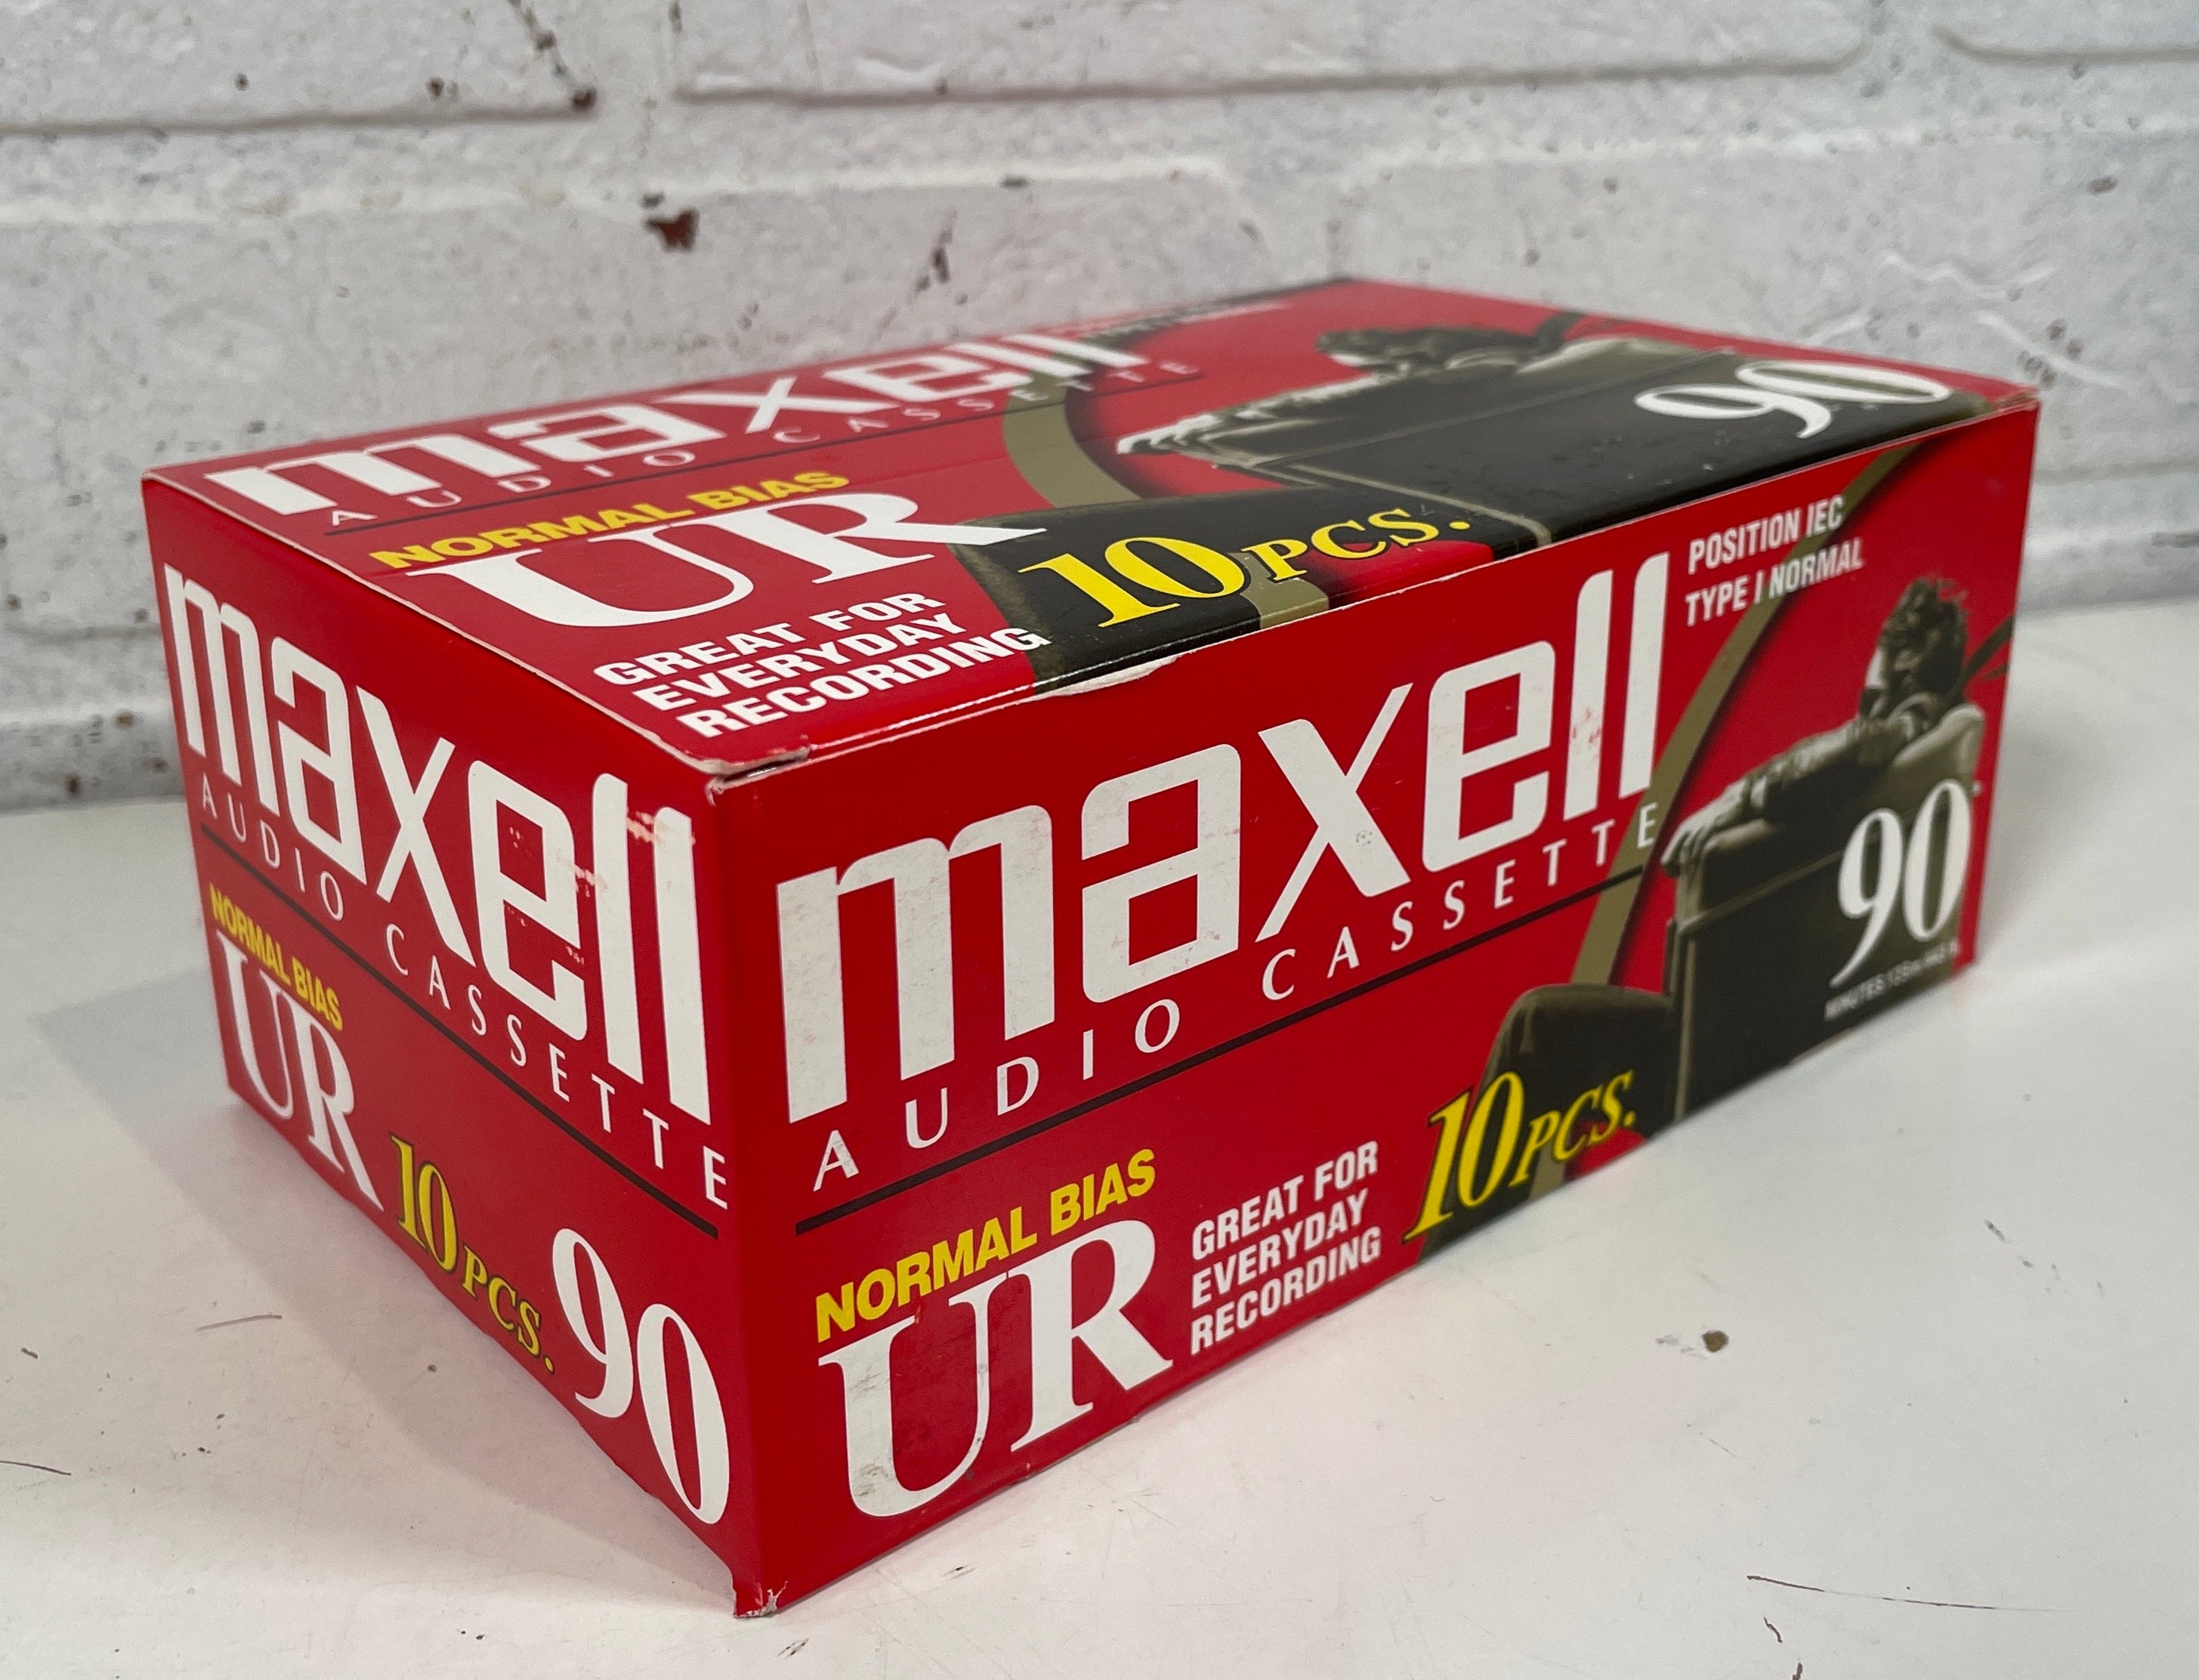 maxell
AUDIO CASSETTE
NORMAL BIAS
UR
GREAT FOR
EVERYDAY
RECORDING
10 PCS.
90
maxell
AUDIO CASSETTE
NORMAL BIAS
UR
10 PCS.
90
maxell
AUDIO CASSETTE
POSITION IEC
TYPE I NORMAL
90
NORMAL BIAS
UR
GREAT FOR
EVERYDAY
RECORDING
10 PCS.
MINUTES